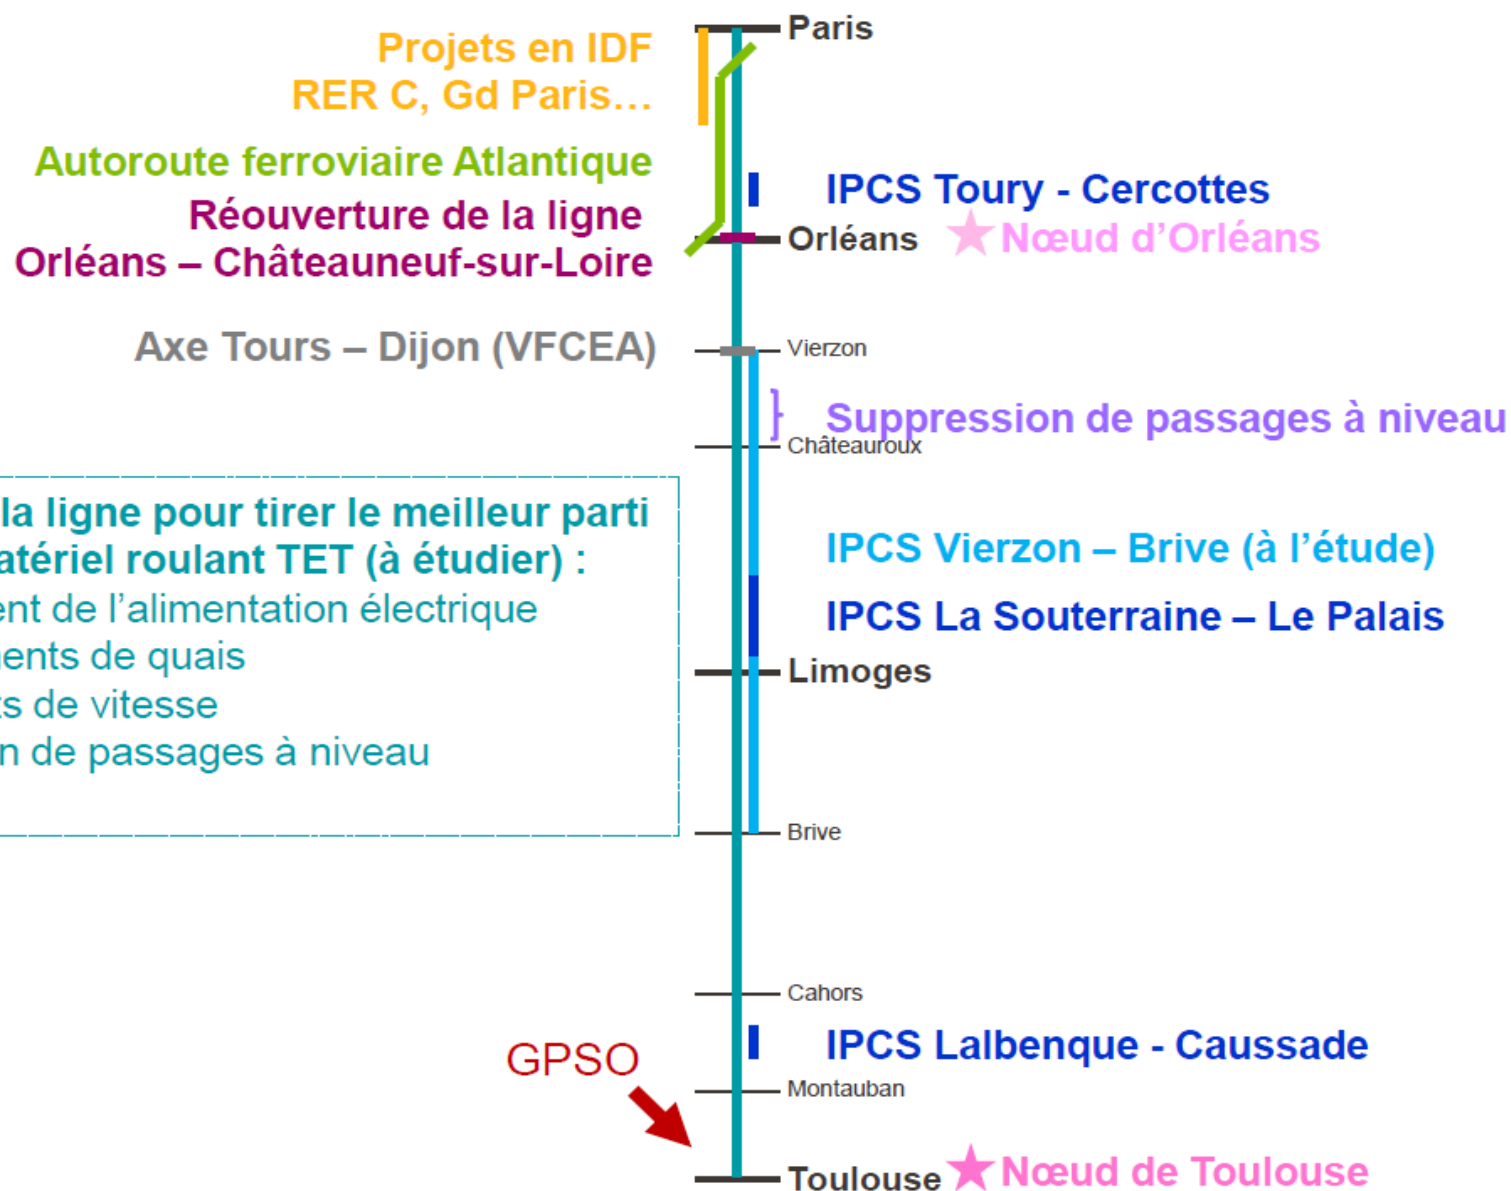 Paris
Projets en IDF
RER C, Gd Paris…
Autoroute ferroviaire Atlantique
IPCS Toury - Cercottes
Réouverture de la ligne
Orléans – Châteauneuf-sur-Loire
Orléans
Nœud d’Orléans
Axe Tours – Dijon (VFCEA)
Vierzon
Suppression de passages à niveau
Châteauroux
la ligne pour tirer le meilleur parti
atériel roulant TET (à étudier) :
ent de l’alimentation électrique
ents de quais
ts de vitesse
n de passages à niveau
IPCS Vierzon – Brive (à l’étude)
IPCS La Souterraine – Le Palais
Limoges
Brive
Cahors
IPCS Lalbenque - Caussade
GPSO
Montauban
Toulouse
Nœud de Toulouse